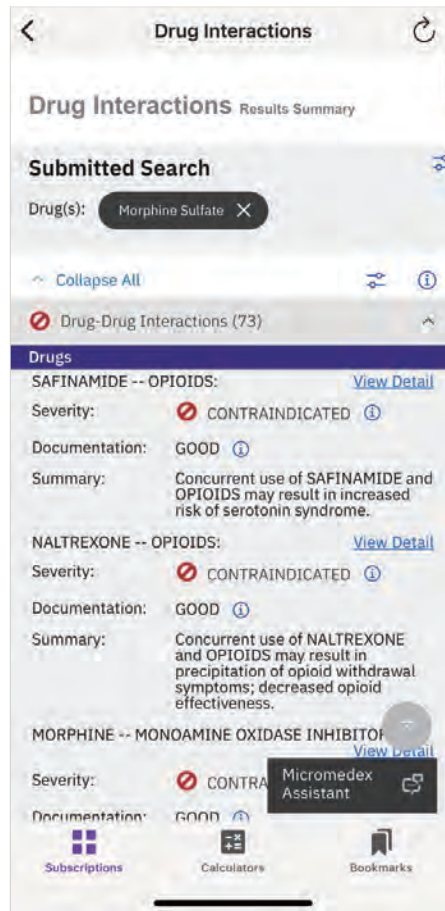 Drug Interactions
Drug Interactions Results Summary
Submitted Search
Drug(s): Morphine Sulfate
Collapse All
Drug-Drug Interactions (73)
Drugs
SAFINAMIDE -- OPIOIDS: View Detail
Severity: CONTRAINDICATED
Documentation: GOOD
Summary: Concurrent use of SAFINAMIDE and
OPIOIDS may result in increased
risk of serotonin syndrome.
NALTREXONE -- OPIOIDS: View Detail
Severity: CONTRAINDICATED
Documentation: GOOD
Summary: Concurrent use of NALTREXONE
and OPIOIDS may result in
precipitation of opioid withdrawal
symptoms; decreased opioid
effectiveness.
MORPHINE -- MONOAMINE OXIDASE INHIBITOR
View Detail
Severity: CONTRA
Micromedex
Assistant
Documentation: GOOD
Subscriptions Calculators Bookmarks